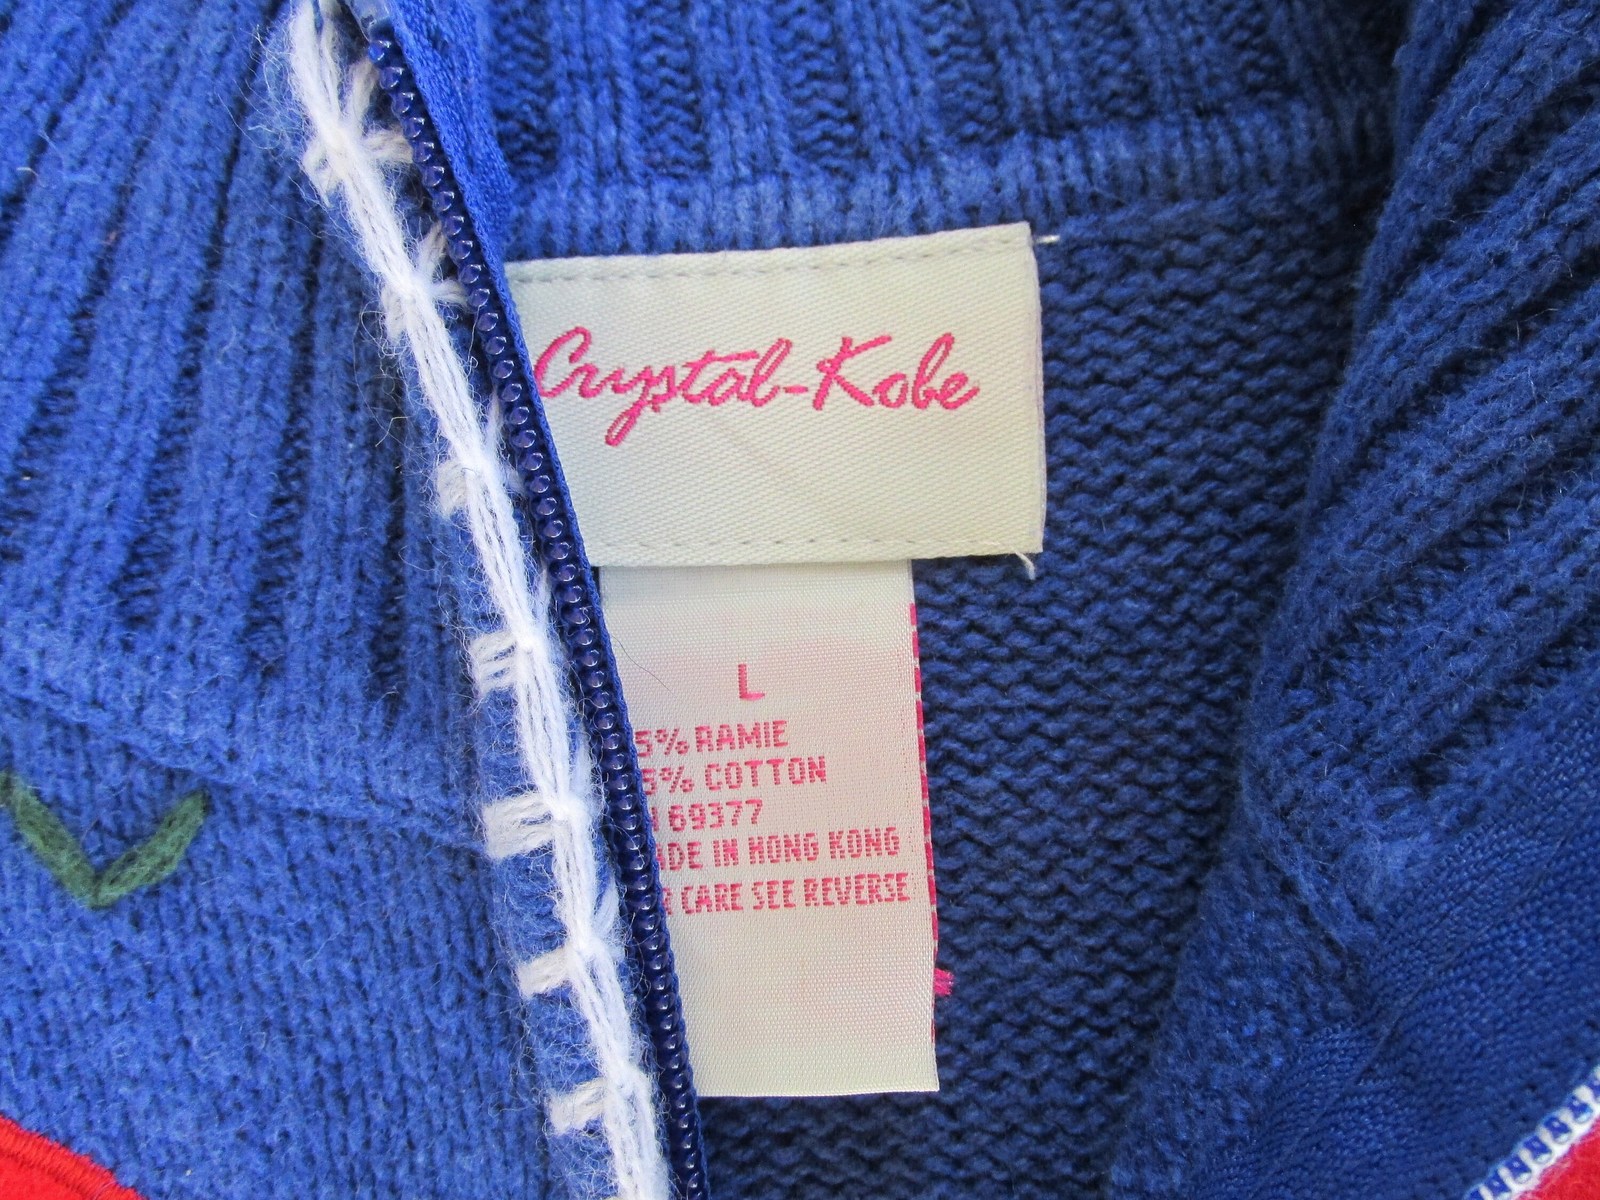 Crystal-Kobe
L
5% RAMIE
5% COTTON
69377
ADE IN HONG KONG
CARE SEE REVERSE